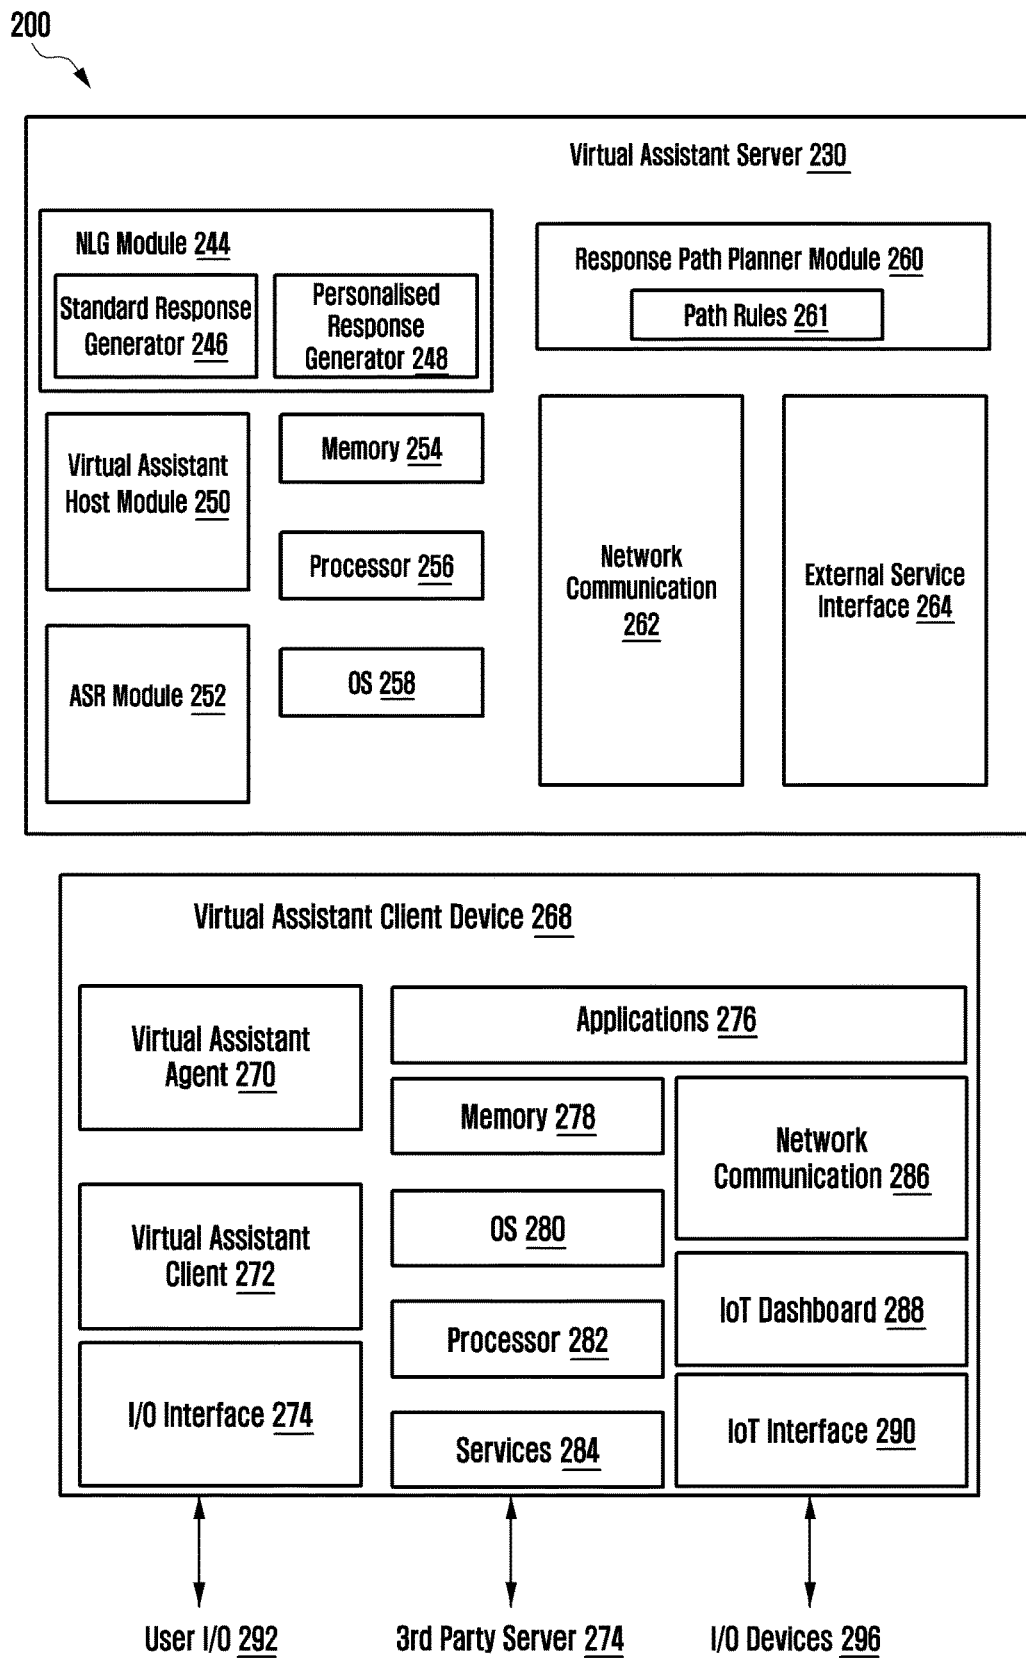 200
Virtual Assistant Server 230
NLG Module 244
Standard Response
Generator 246
Personalised
Response
Generator 248
Response Path Planner Module 260
Path Rules 261
Virtual Assistant
Host Module 250
Memory 254
Processor 256
OS 258
ASR Module 252
Network
Communication
262
External Service
Interface 264
Virtual Assistant Client Device 268
Virtual Assistant
Agent 270
Virtual Assistant
Client 272
I/O Interface 274
Applications 276
Memory 278
OS 280
Processor 282
Services 284
Network
Communication 286
IoT Dashboard 288
IoT Interface 290
User I/O 292
3rd Party Server 274
I/O Devices 296